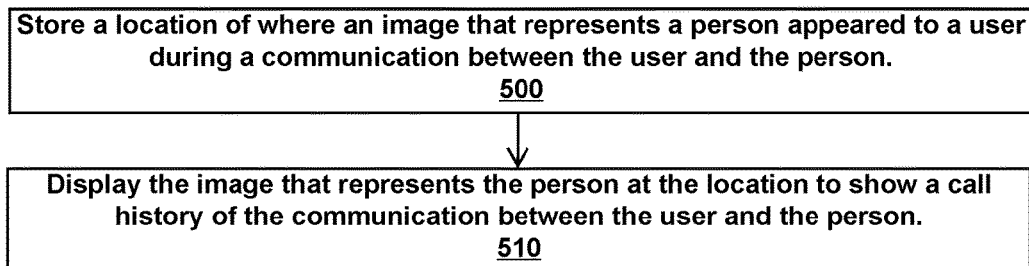 Store a location of where an image that represents a person appeared to a user
during a communication between the user and the person.
500
Display the image that represents the person at the location to show a call
history of the communication between the user and the person.
510